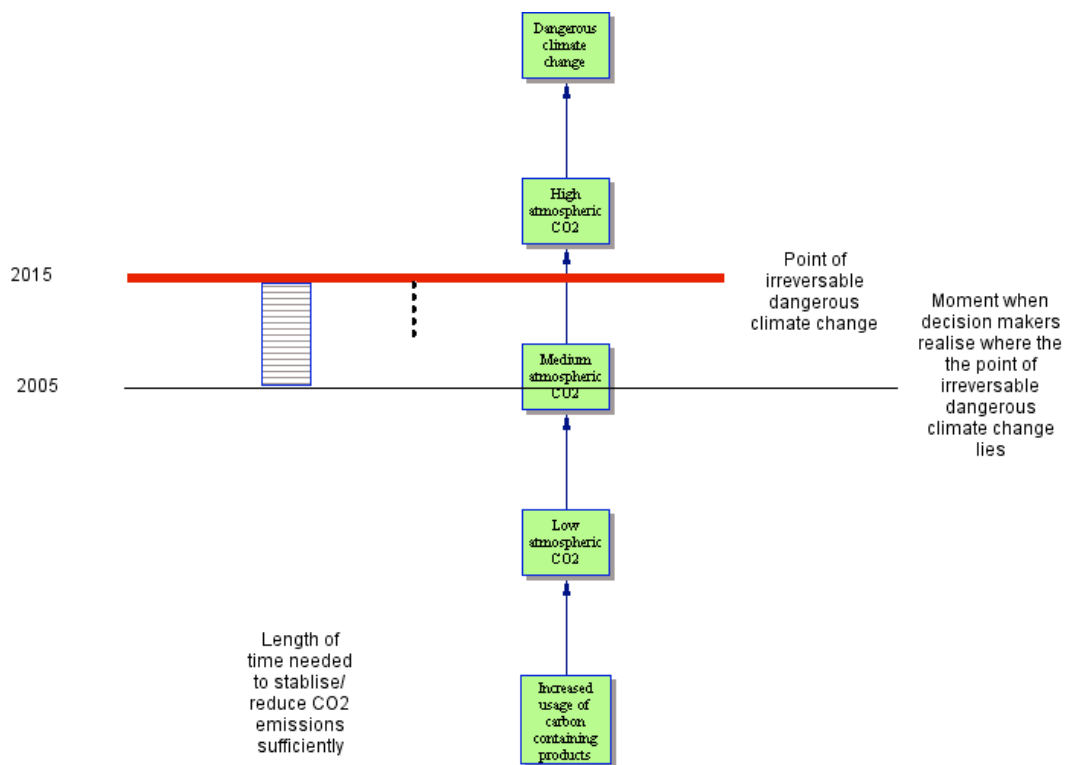 Dangerous
climate
change
High
atmospheric
CO2
2015
Point of
irreversable
dangerous
climate change
Moment when
decision makers
realise where the
the point of
irreversable
dangerous
climate change
lies
Medium
atmospheric
CO2
2005
Low
atmospheric
CO2
Length of
time needed
to stablise/
reduce CO2
emissions
sufficiently
Increased
usage of
carbon
containing
products